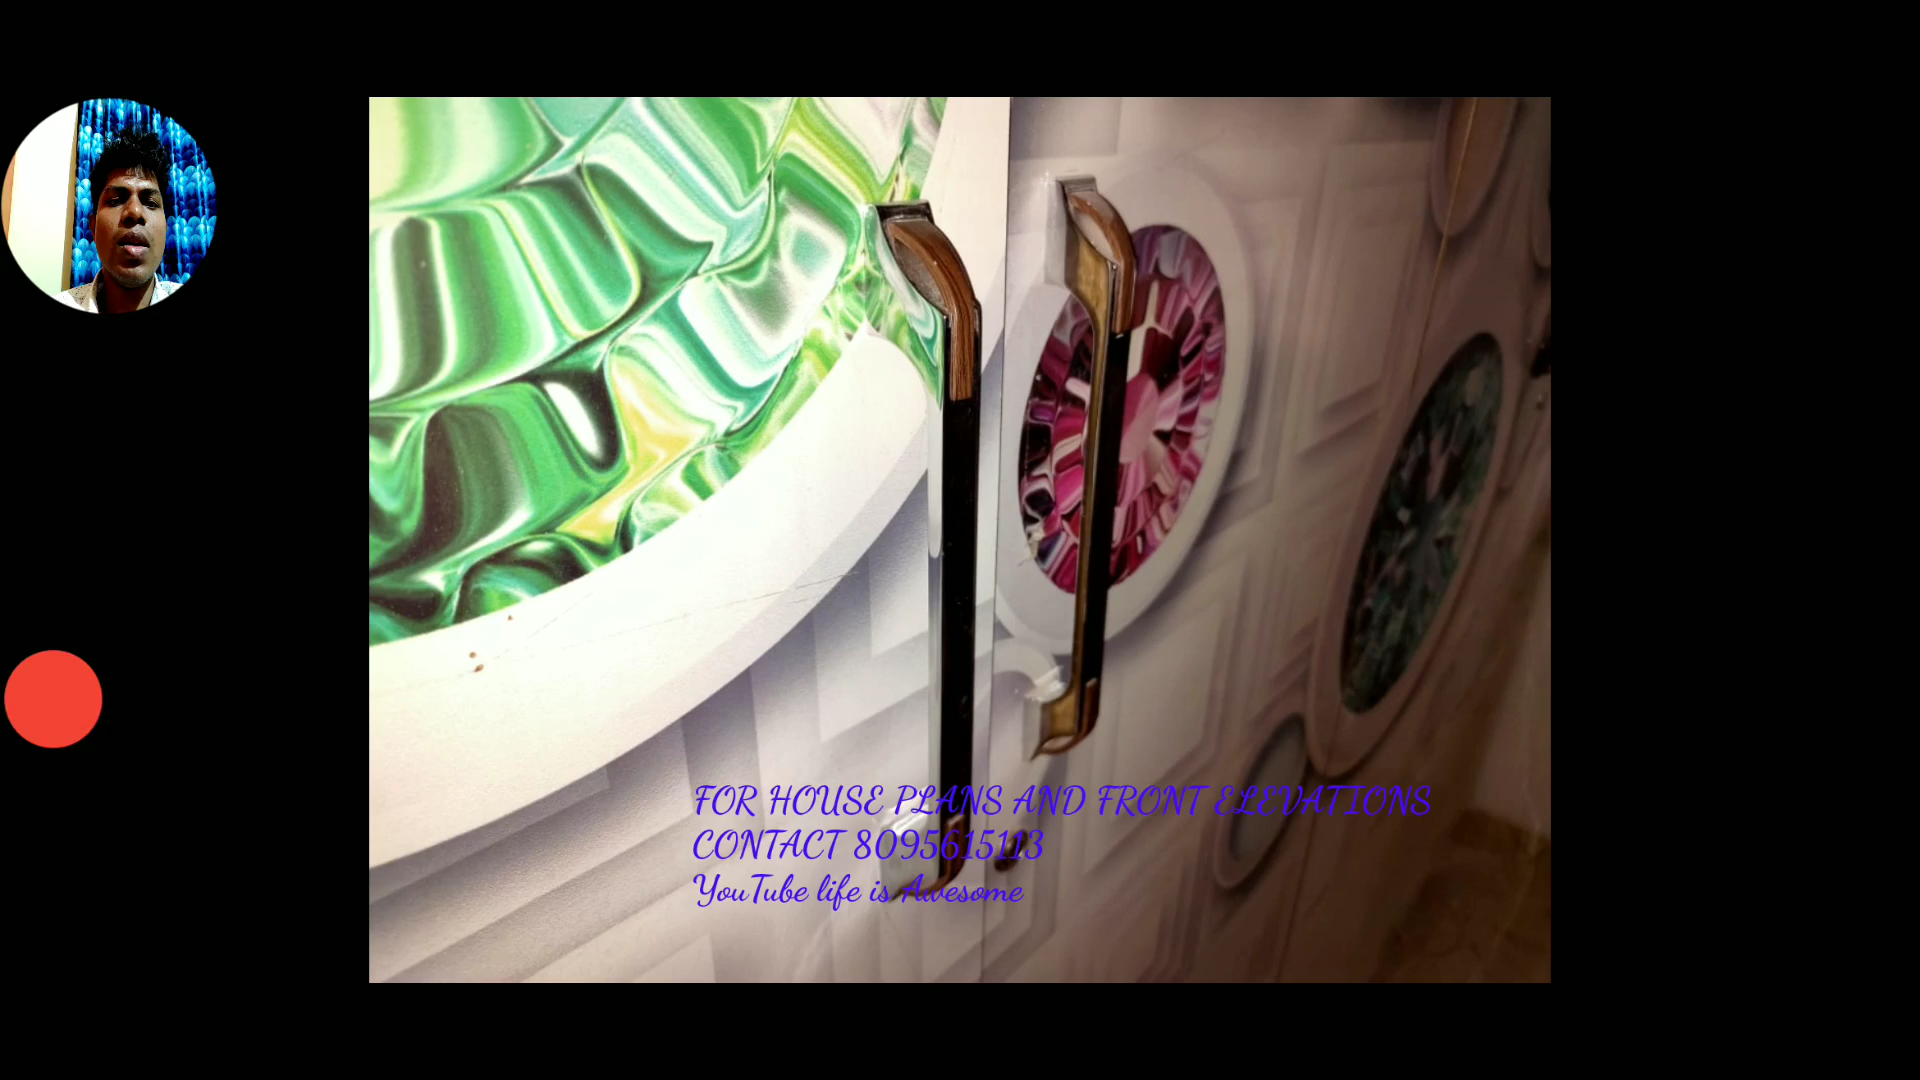 FOR HOUSE PLANS AND FRONT ELEVATIONS
CONTACT 8095615113
YouTube life is Awesome